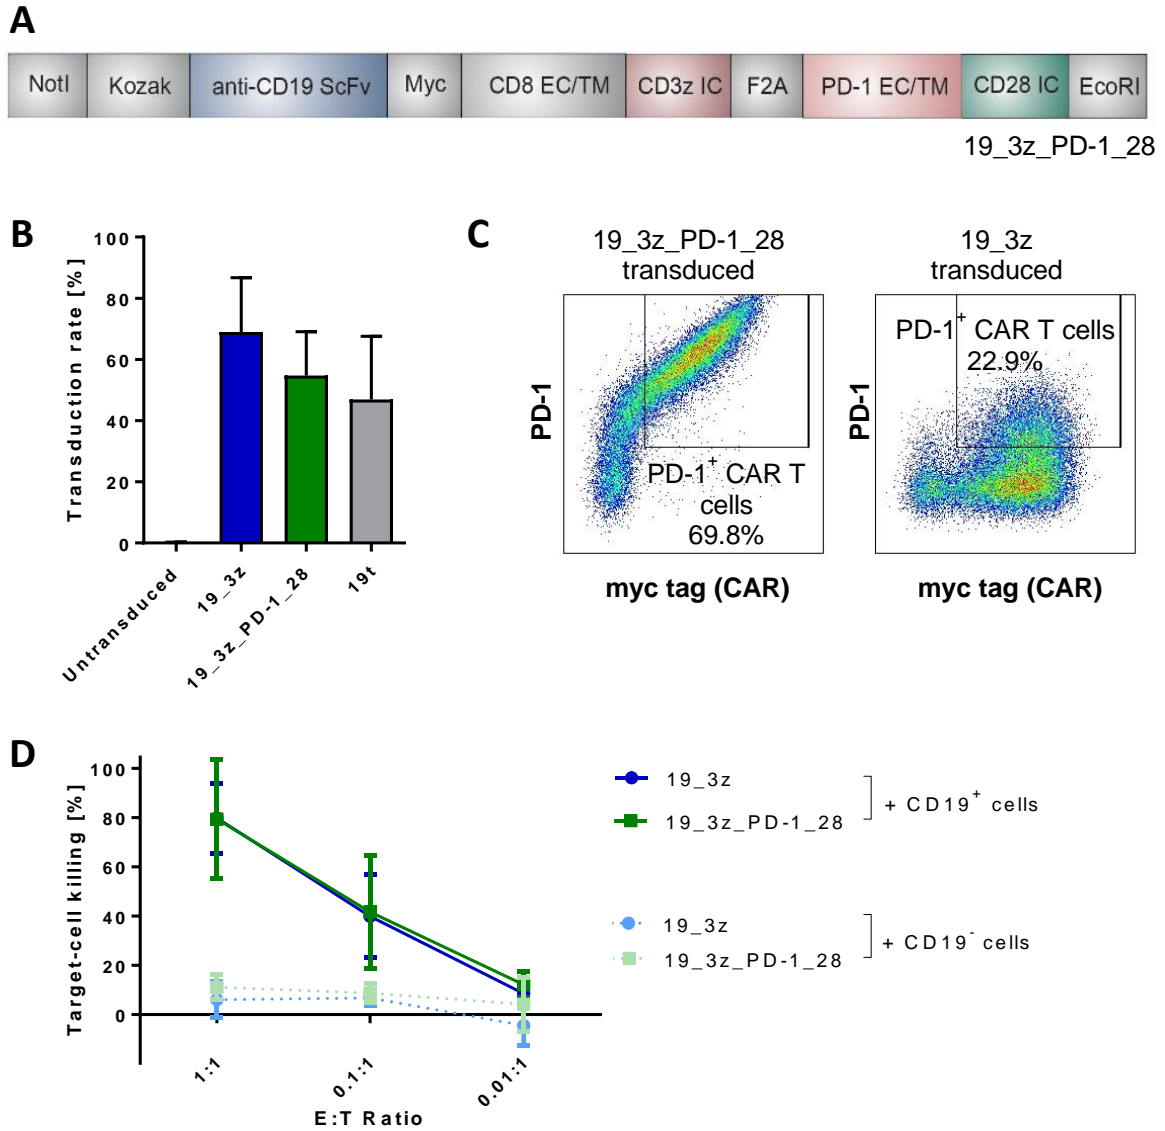 A
NotI Kozak anti-CD19 ScFv Myc CD8 EC/TM CD3z IC F2A PD-1 EC/TM CD28 IC EcoRI
19_3z_PD-1_28
B
Transduction rate [%]
100
80
60
40
20
0
Untransduced
19_3z
19_3z_PD-1_28
19t
C
19_3z_PD-1_28
transduced
PD-1
PD-1+ CAR T
cells
69.8%
myc tag (CAR)
19_3z
transduced
PD-1
PD-1+ CAR T cells
22.9%
myc tag (CAR)
D
Target-cell killing [%]
100
80
60
40
20
0
1:1
0.1:1
0.01:1
E:T Ratio
19_3z
19_3z_PD-1_28
+ CD19+ cells
19_3z
19_3z_PD-1_28
+ CD19- cells